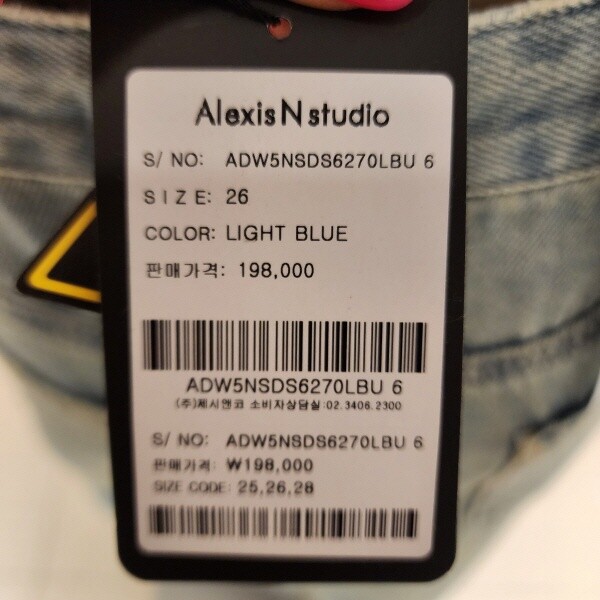 Alexis N studio
S/ NO: ADW5NSDS6270LBU 6
SIZE: 26
COLOR: LIGHT BLUE
판매가격: 198,000
ADW5NSDS6270LBU 6
(주)제시앤코 소비자상담실:02.3406.2300
S/ NO: ADW5NSDS6270LBU 6
판매가격: ₩198,000
SIZE CODE: 25,26,28